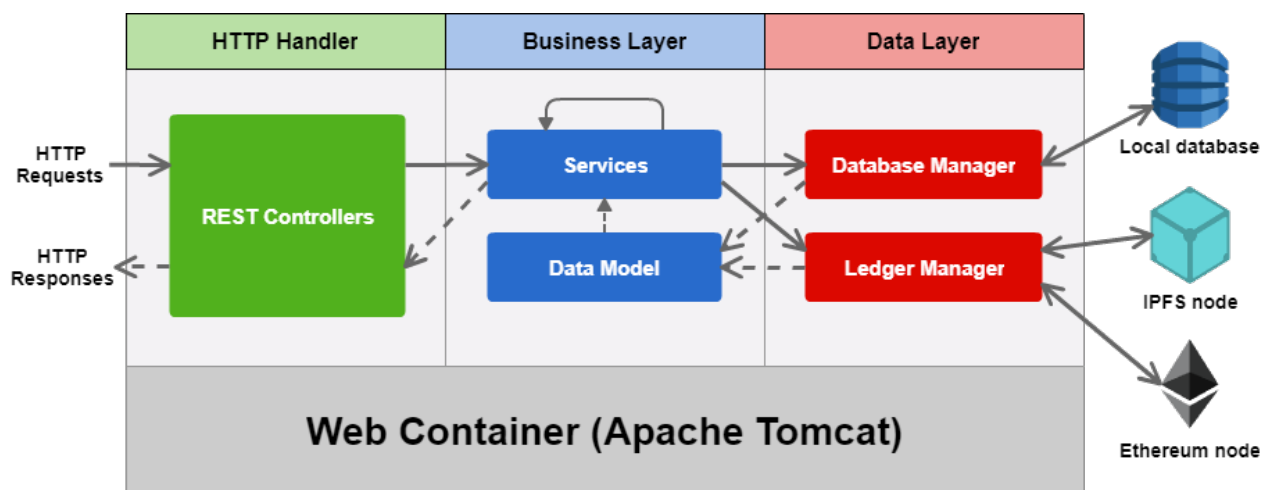 HTTP Handler
Business Layer
Data Layer
HTTP
Requests
REST Controllers
Services
Database Manager
Local database
HTTP
Responses
Data Model
Ledger Manager
IPFS node
Web Container (Apache Tomcat)
Ethereum node